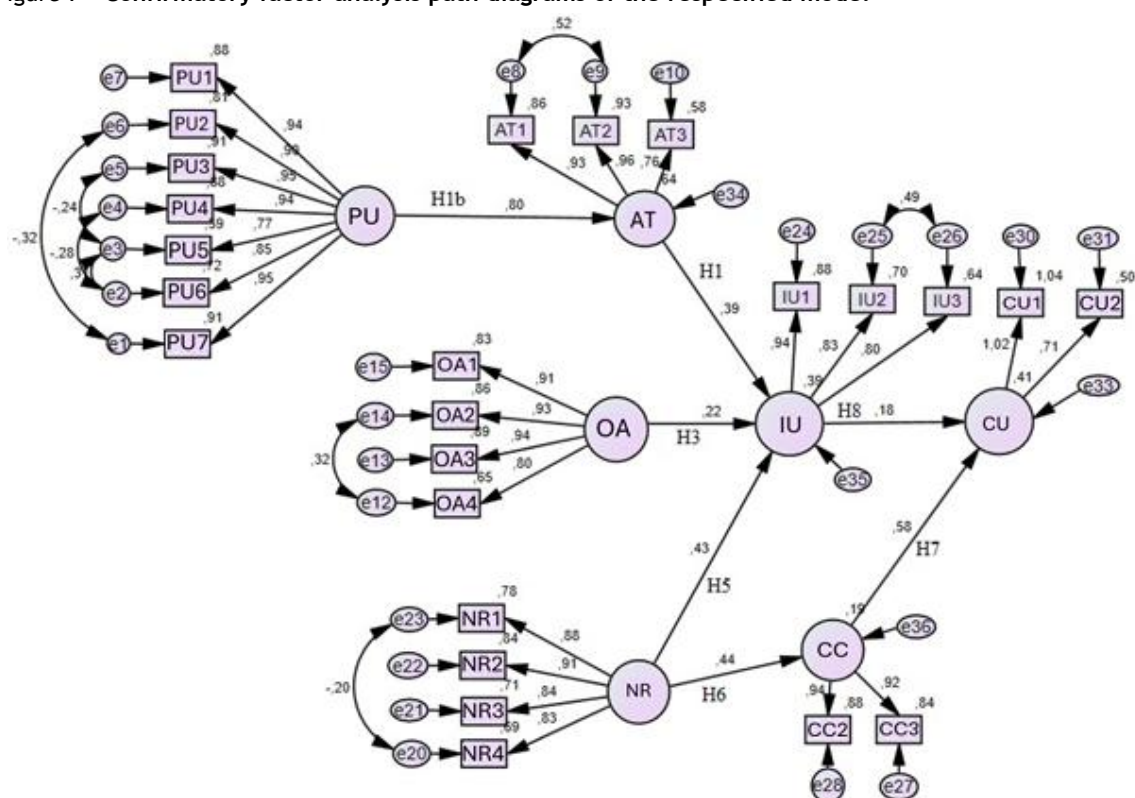 Confirmatory factor analysis path diagrams of the respecified model
,88
e7 PU1
,81
e6 PU2
,91
e5 PU3
,88
e4 PU4
,59
e3 PU5
,72
e2 PU6
,91
e1 PU7
-,24
-,28
-,32
,94
,90
,95
,94
,77
,85
,95
PU
H1b ,80
,52
e8 e9 e10
,86 ,93 ,58
AT1 AT2 AT3
,93 ,96 ,76
,64
AT
e34
H1
,39
,49
e24 e25 e26 e30 e31
,88 ,70 ,64 1,04 ,50
IU1 IU2 IU3 CU1 CU2
,94 ,83 ,80 1,02 ,71
,39
,41
IU
H8 ,18
CU
e33
e35
,83
e15 OA1
,86
e14 OA2
,89
e13 OA3
,65
e12 OA4
,32
,91
,93
,94
,80
OA
,22
H3
,43
H5
,58
H7
,78
e23 NR1
,84
e22 NR2
,71
e21 NR3
,69
e20 NR4
-,20
,88
,91
,84
,83
NR
,44
H6
,19
CC
e36
,94 ,92
,88 ,84
CC2 CC3
e28 e27